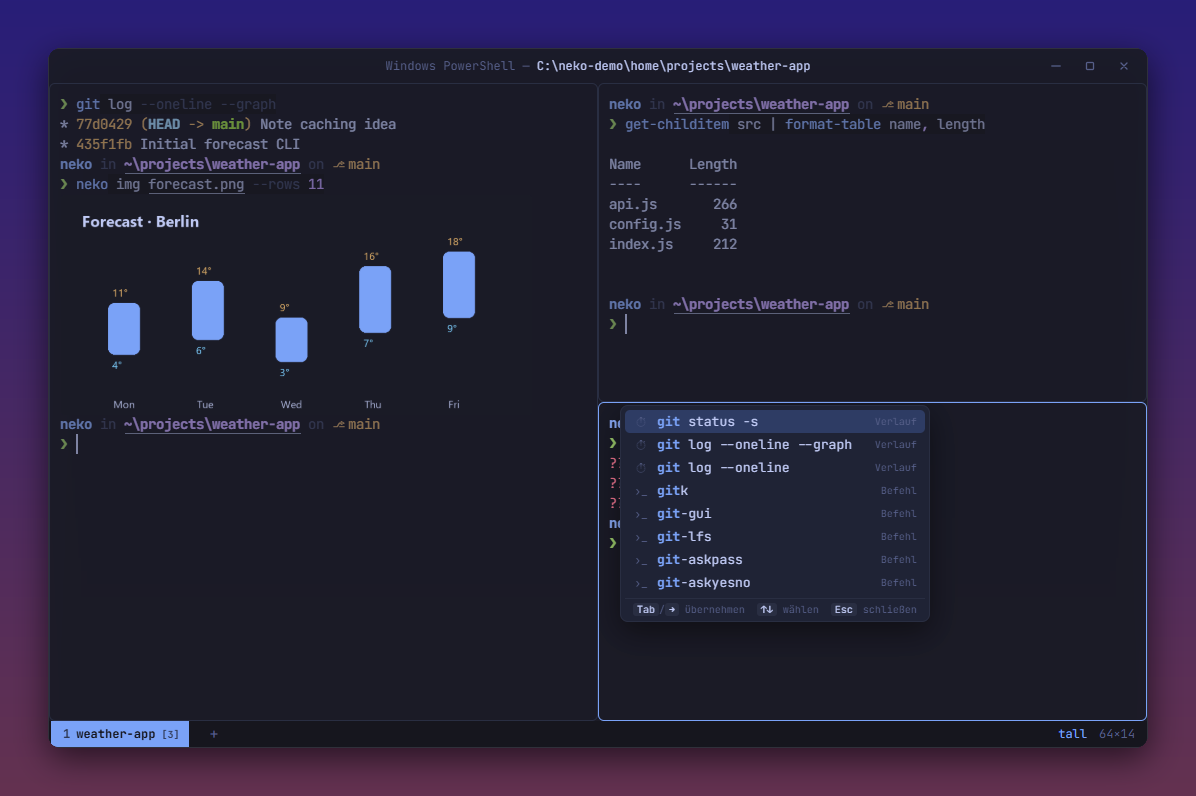 Windows PowerShell — C:\neko-demo\home\projects\weather-app
❯ git log --oneline --graph
* 77d0429 (HEAD -> main) Note caching idea
* 435f1fb Initial forecast CLI
neko in ~\projects\weather-app on ⎇ main
❯ neko img forecast.png --rows 11
Forecast · Berlin
11° 14° 9° 16° 18°
4° 6° 3° 7° 9°
Mon Tue Wed Thu Fri
neko in ~\projects\weather-app on ⎇ main
❯
neko in ~\projects\weather-app on ⎇ main
❯ get-childitem src | format-table name, length
Name Length
---- ------
api.js 266
config.js 31
index.js 212
neko in ~\projects\weather-app on ⎇ main
❯
git status -s Verlauf
git log --oneline --graph Verlauf
git log --oneline Verlauf
gitk Befehl
git-gui Befehl
git-lfs Befehl
git-askpass Befehl
git-askyesno Befehl
Tab/→ übernehmen ↑↓ wählen Esc schließen
1 weather-app [3] +
tall 64×14